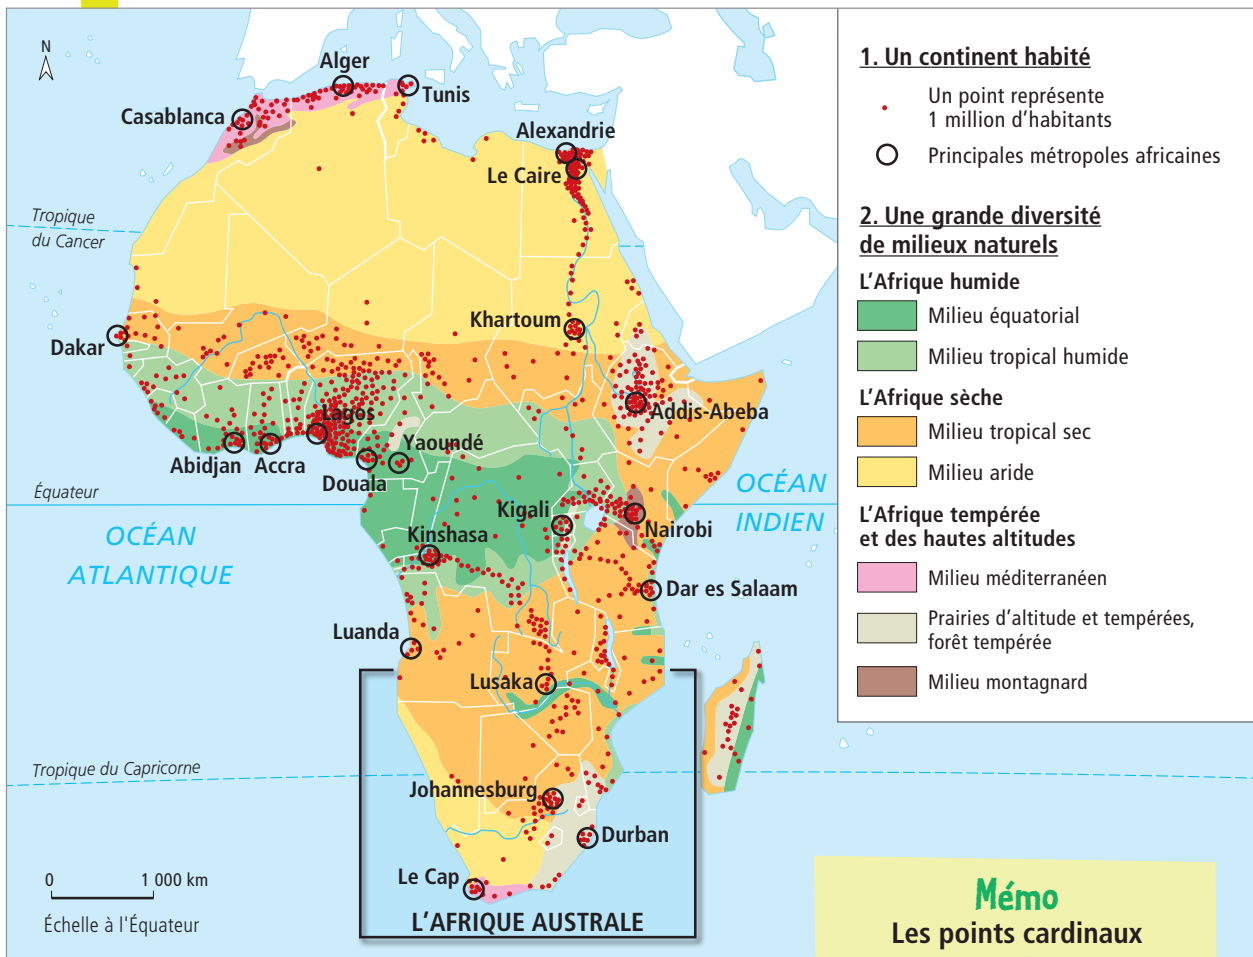 N
Alger
Tunis
Casablanca
Alexandrie
Le Caire
Tropique
du Cancer
Khartoum
Dakar
Addis-Abeba
Lagos
Yaoundé
Abidjan
Accra
Douala
Équateur
OCÉAN
INDIEN
Kigali
Nairobi
OCÉAN
ATLANTIQUE
Kinshasa
Dar es Salaam
Luanda
Lusaka
Tropique du Capricorne
Johannesburg
Durban
Le Cap
0 1 000 km
Échelle à l'Équateur
L'AFRIQUE AUSTRALE
1. Un continent habité
Un point représente
1 million d'habitants
Principales métropoles africaines
2. Une grande diversité
de milieux naturels
L'Afrique humide
Milieu équatorial
Milieu tropical humide
L'Afrique sèche
Milieu tropical sec
Milieu aride
L'Afrique tempérée
et des hautes altitudes
Milieu méditerranéen
Prairies d'altitude et tempérées,
forêt tempérée
Milieu montagnard
Mémo
Les points cardinaux